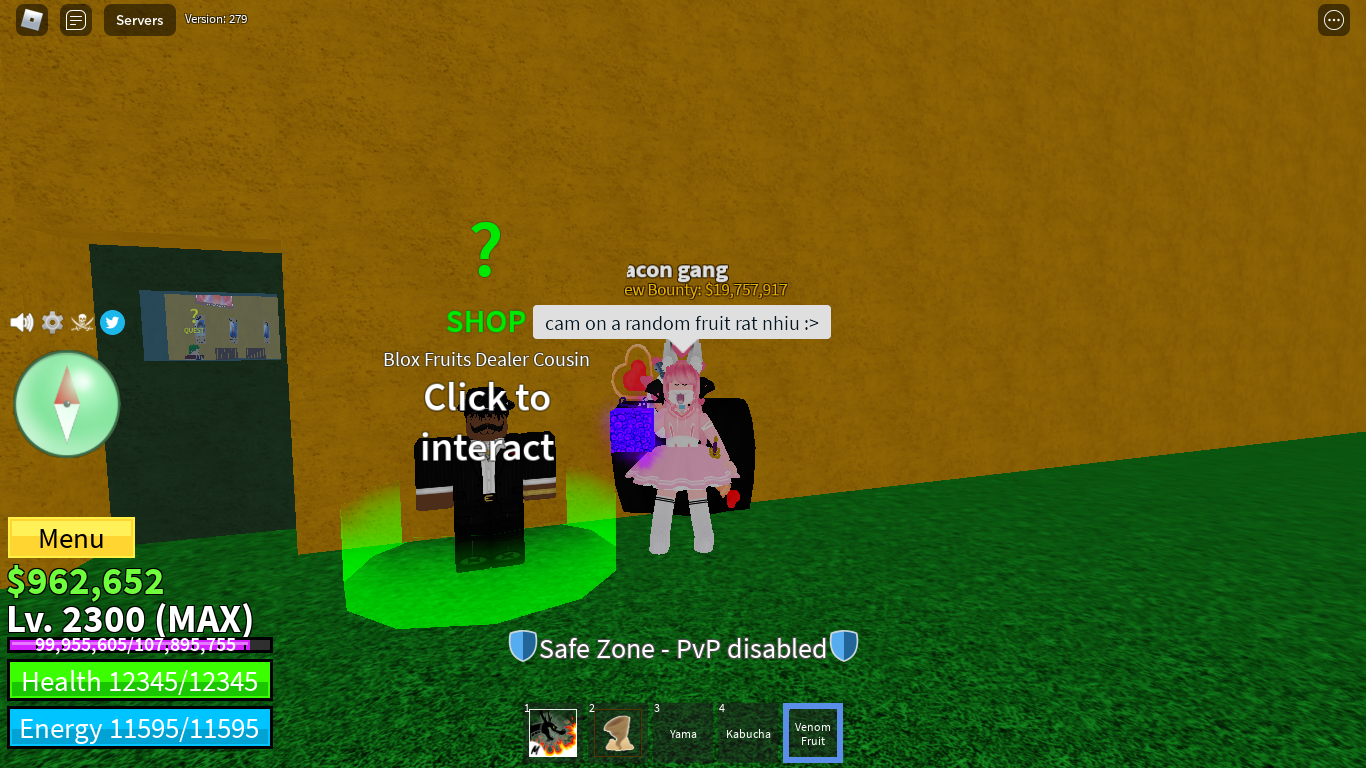 Servers
Version: 279
?
acon gang
ew Bounty: $19,757,917
SHOP
cam on a random fruit rat nhiu :>
?
QUEST
Blox Fruits Dealer Cousin
Click to
interact
Menu
$962,652
Lv. 2300 (MAX)
99,955,605/107,895,755
Health 12345/12345
Energy 11595/11595
Safe Zone - PvP disabled
1
2
3
Yama
4
Kabucha
Venom
Fruit